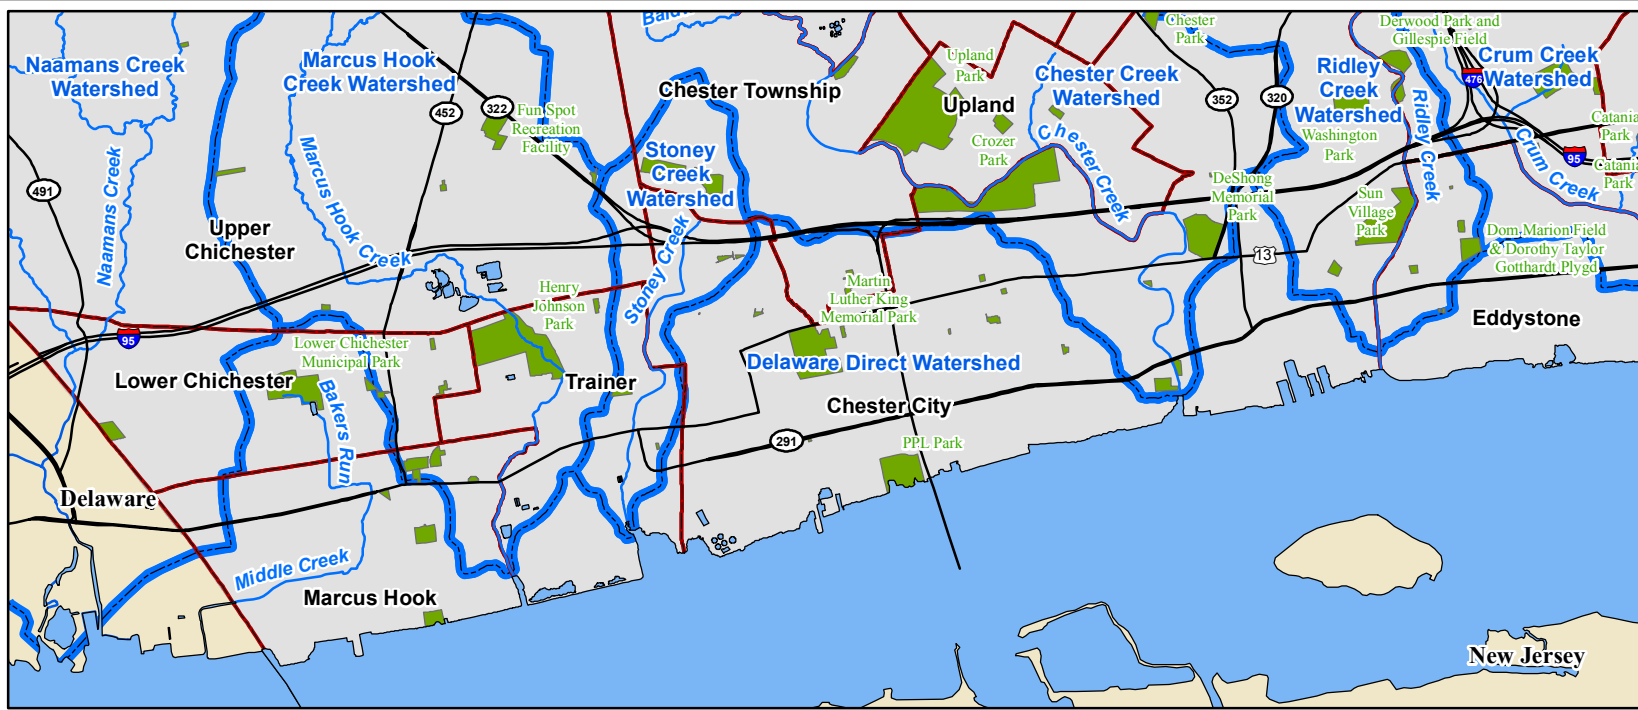 Baldw
Chester
Park
Derwood Park and
Gillespie Field
Naamans Creek
Watershed
Marcus Hook
Creek Watershed
Chester Township
Upland
Park
Upland
Chester Creek
Watershed
Ridley
Creek
Watershed
Crum Creek
Watershed
476
452
322
352
320
Fun Spot
Recreation
Facility
Crozer
Park
Washington
Park
Catania
Park
95
Catania
Park
491
Naamans Creek
Marcus Hook Creek
Stoney
Creek
Watershed
Chester Creek
Ridley Creek
Crum Creek
DeShong
Memorial
Park
Sun
Village
Park
Upper
Chichester
Stoney Creek
13
Dom Marion Field
& Dorothy Taylor
Gotthardt Plygd
Henry
Johnson
Park
Martin
Luther King
Memorial Park
Eddystone
95
Lower Chichester
Municipal Park
Lower Chichester
Trainer
Delaware Direct Watershed
Chester City
Bakers Run
291
PPL Park
Delaware
Middle Creek
Marcus Hook
New Jersey